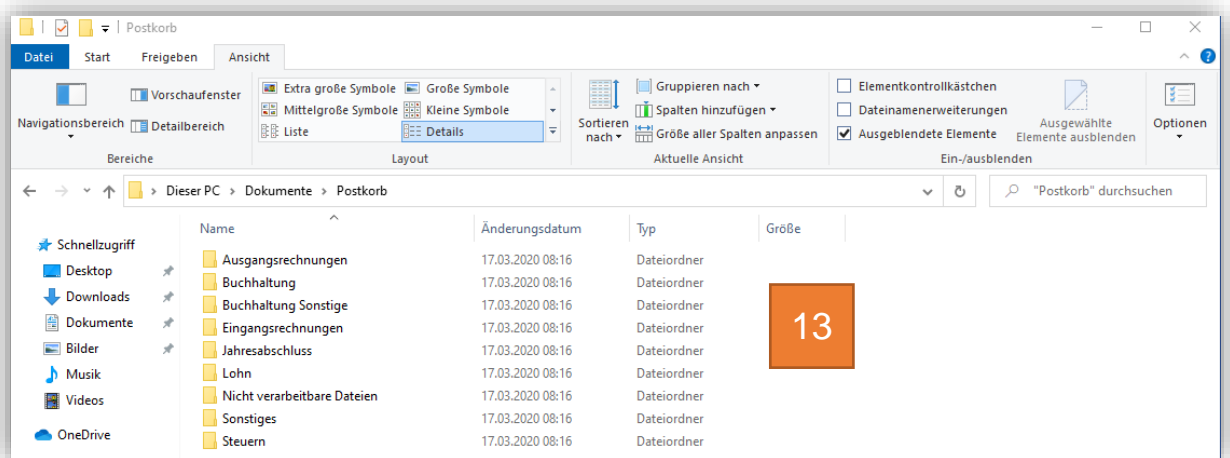 Postkorb
Datei Start Freigeben Ansicht
Navigationsbereich
Vorschaufenster
Detailbereich
Bereiche
Extra große Symbole Große Symbole
Mittelgroße Symbole Kleine Symbole
Liste Details
Layout
Sortieren
nach
Gruppieren nach
Spalten hinzufügen
Größe aller Spalten anpassen
Aktuelle Ansicht
Elementkontrollkästchen
Dateinamenerweiterungen
Ausgeblendete Elemente
Ausgewählte
Elemente ausblenden
Ein-/ausblenden
Optionen
Dieser PC > Dokumente > Postkorb
"Postkorb" durchsuchen
Schnellzugriff
Desktop
Downloads
Dokumente
Bilder
Musik
Videos
OneDrive
Name Änderungsdatum Typ Größe
Ausgangsrechnungen 17.03.2020 08:16 Dateiordner
Buchhaltung 17.03.2020 08:16 Dateiordner
Buchhaltung Sonstige 17.03.2020 08:16 Dateiordner
Eingangsrechnungen 17.03.2020 08:16 Dateiordner
Jahresabschluss 17.03.2020 08:16 Dateiordner
Lohn 17.03.2020 08:16 Dateiordner
Nicht verarbeitbare Dateien 17.03.2020 08:16 Dateiordner
Sonstiges 17.03.2020 08:16 Dateiordner
Steuern 17.03.2020 08:16 Dateiordner
13